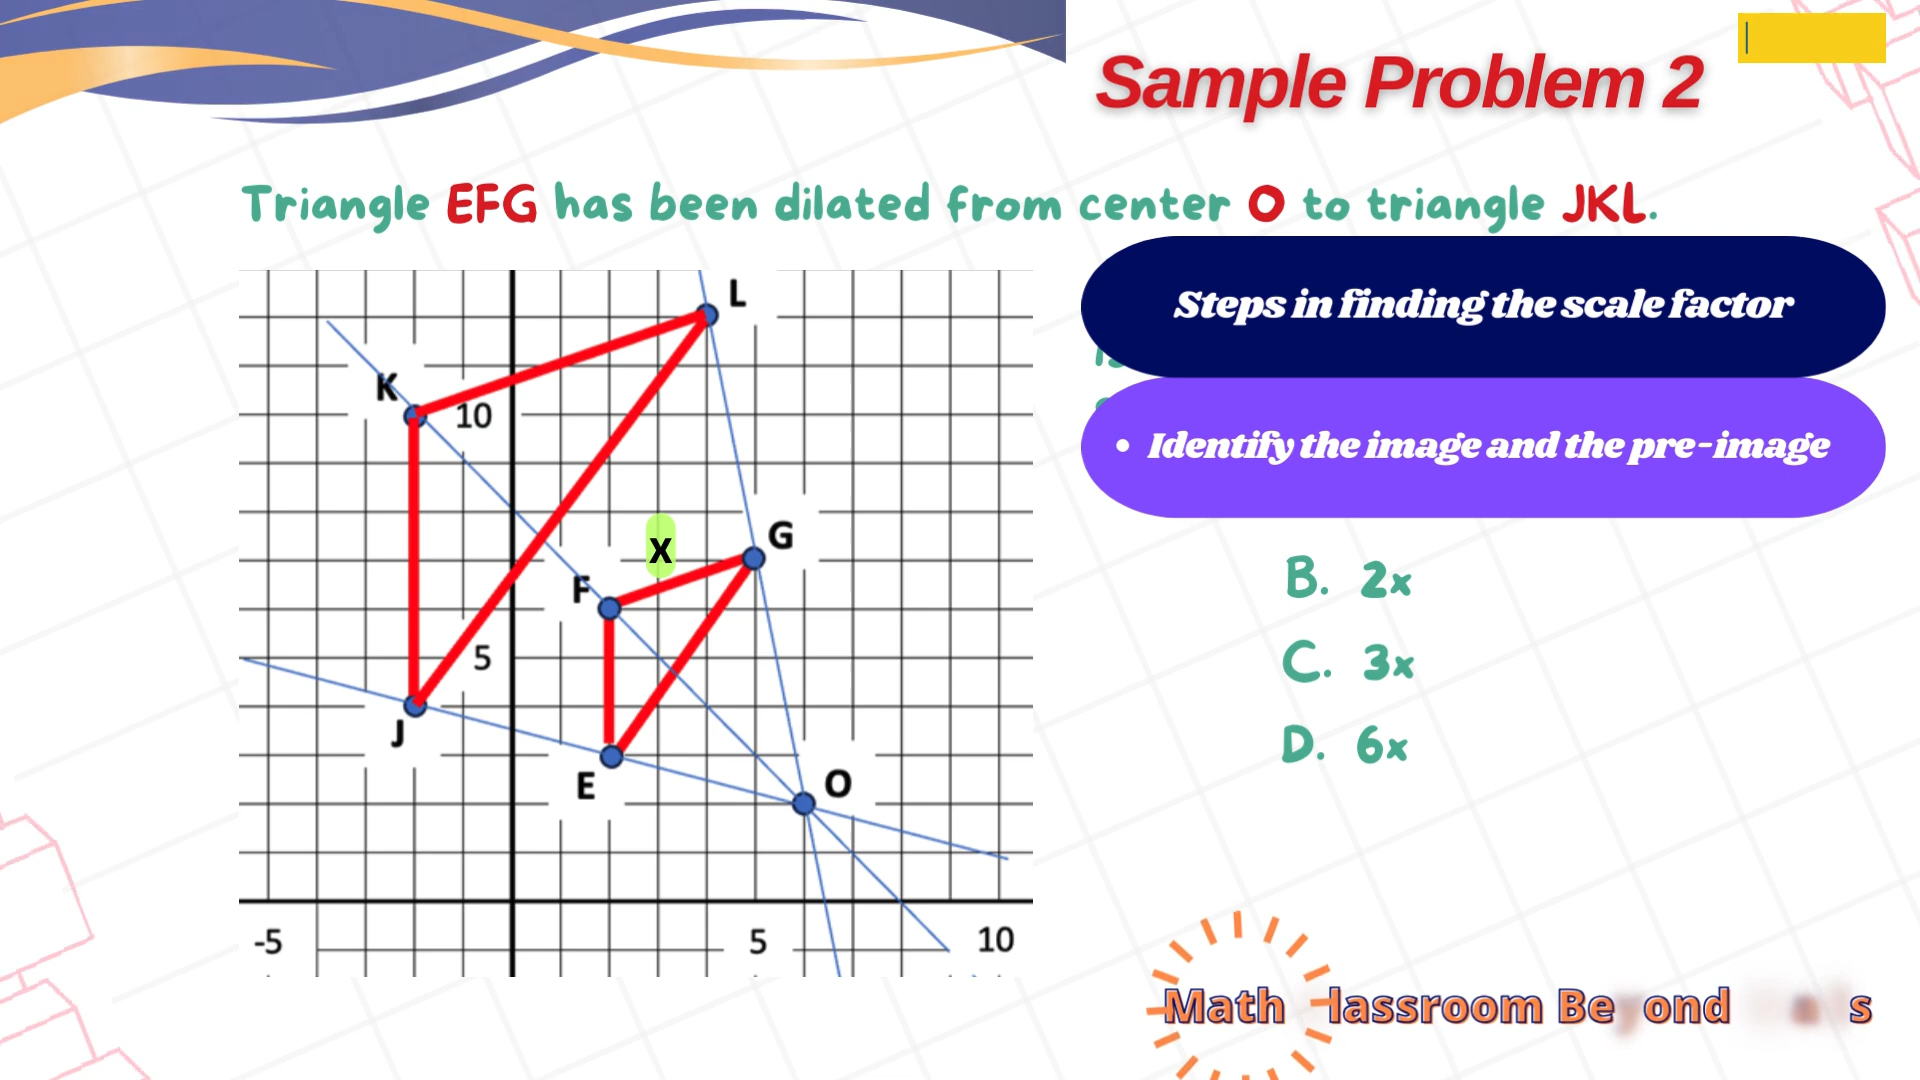 Sample Problem 2
Triangle EFG has been dilated from center O to triangle JKL.
Steps in finding the scale factor
• Identify the image and the pre-image
B. 2x
C. 3x
D. 6x
L
K
10
G
x
F
5
J
E
O
-5 5 10
Math lassroom Be ond